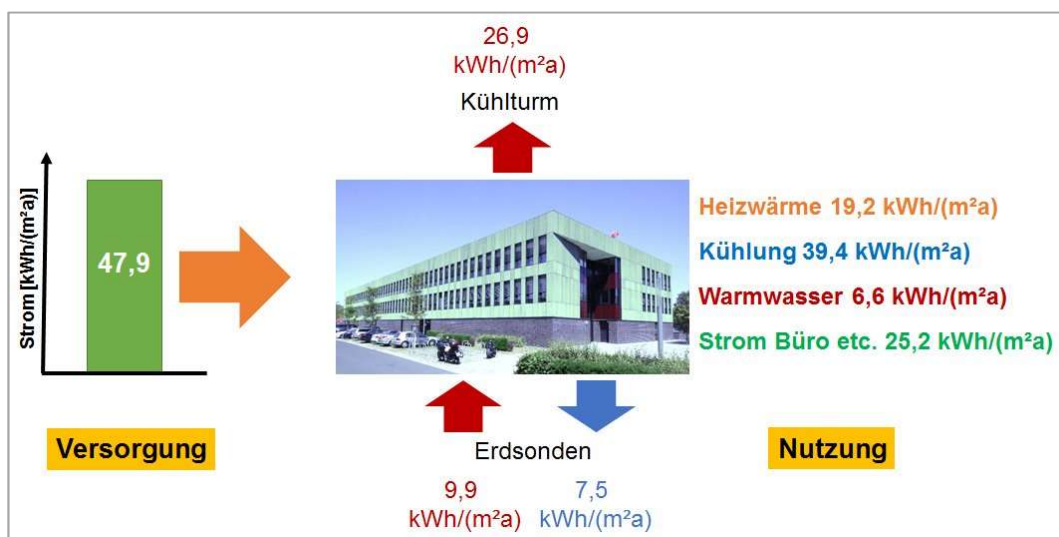 26,9
kWh/(m²a)
Kühlturm
Strom [kWh/(m²a)]
47,9
Heizwärme 19,2 kWh/(m²a)
Kühlung 39,4 kWh/(m²a)
Warmwasser 6,6 kWh/(m²a)
Strom Büro etc. 25,2 kWh/(m²a)
Versorgung
Erdsonden
Nutzung
9,9
kWh/(m²a)
7,5
kWh/(m²a)